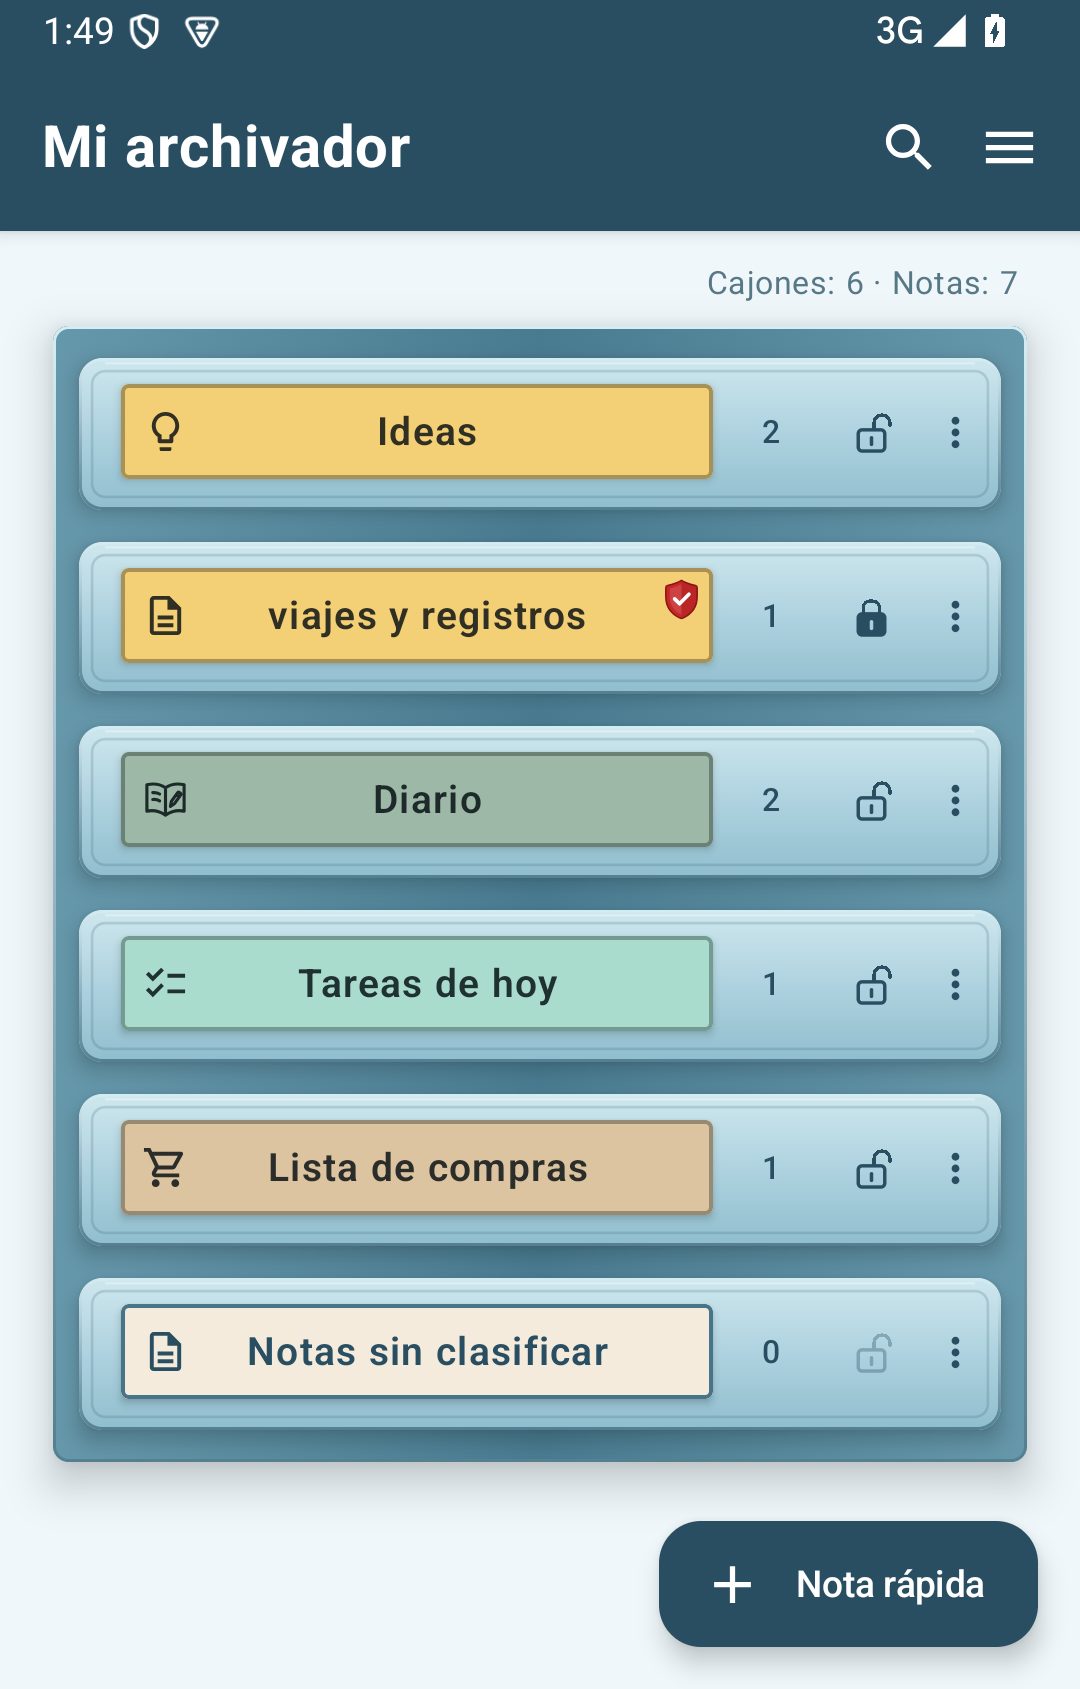 1:49
3G
Mi archivador
Cajones: 6 · Notas: 7
Ideas
2
viajes y registros
1
Diario
2
Tareas de hoy
1
Lista de compras
1
Notas sin clasificar
0
Nota rápida